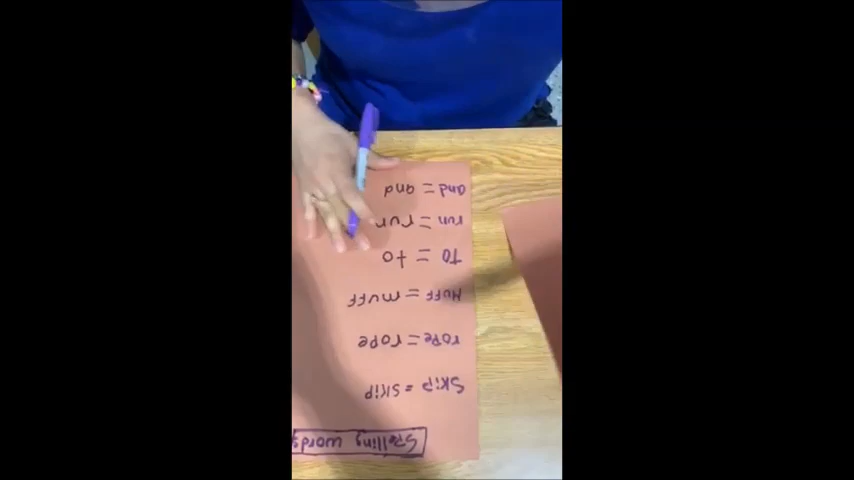 Spelling words
Skip = skip
rope = rope
Muff = muff
To = to
run = run
and = and